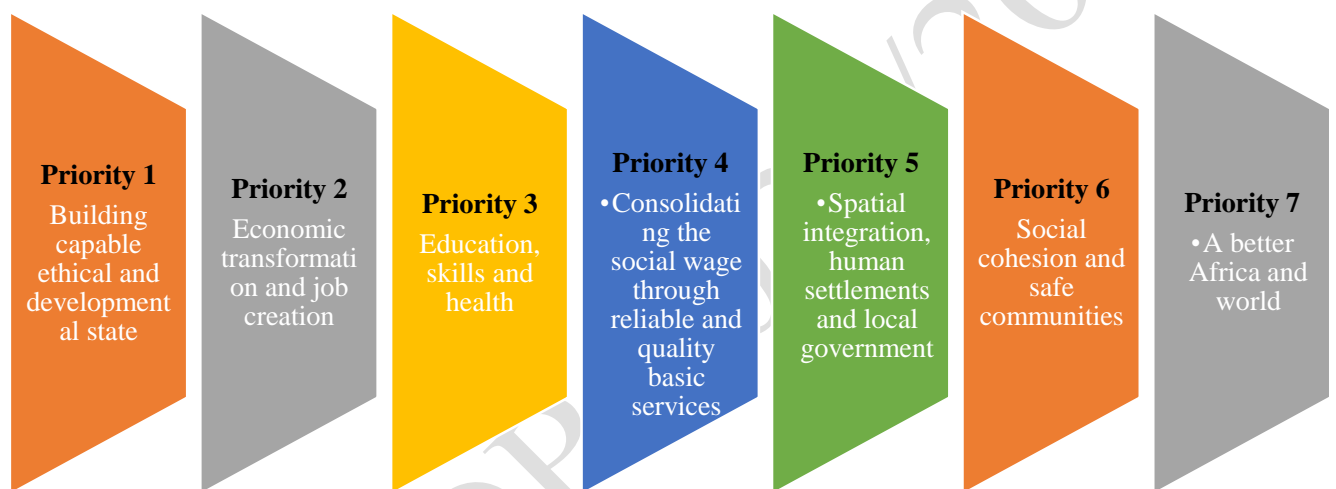 Priority 1
Building
capable
ethical and
development
al state
Priority 2
Economic
transformati
on and job
creation
Priority 3
Education,
skills and
health
Priority 4
•Consolidati
ng the
social wage
through
reliable and
quality
basic
services
Priority 5
•Spatial
integration,
human
settlements
and local
government
Priority 6
Social
cohesion and
safe
communities
Priority 7
•A better
Africa and
world